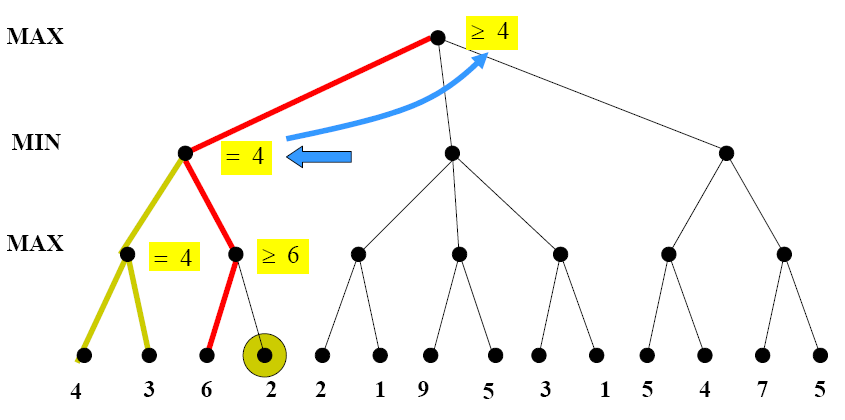 MAX
≥ 4
MIN
= 4
MAX
= 4
≥ 6
4 3 6 2 2 1 9 5 3 1 5 4 7 5